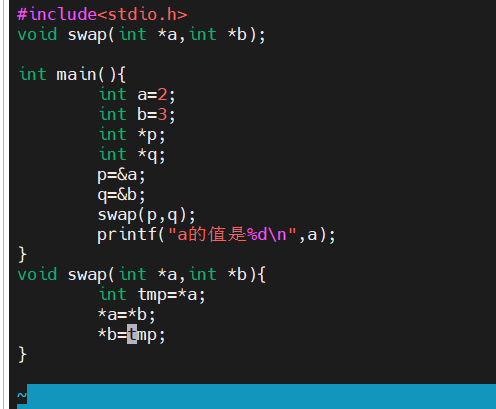 #include<stdio.h>
void swap(int *a,int *b);

int main(){
        int a=2;
        int b=3;
        int *p;
        int *q;
        p=&a;
        q=&b;
        swap(p,q);
        printf("a的值是%d\n",a);
}
void swap(int *a,int *b){
        int tmp=*a;
        *a=*b;
        *b=tmp;
}

~